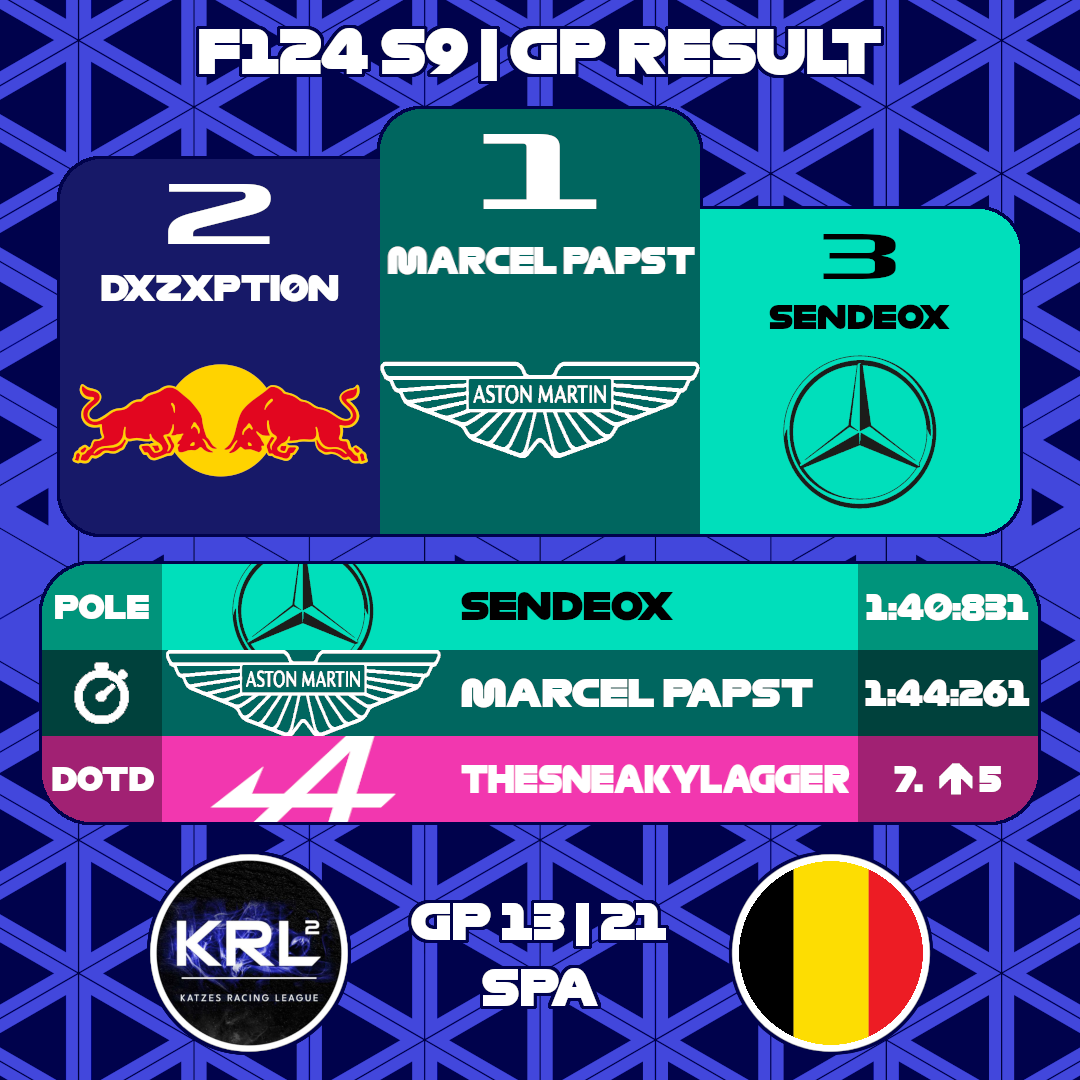 F124 S9 | GP RESULT
1
MARCEL PAPST
ASTON MARTIN
2
DXZXPTI0N
3
SENDEOX
POLE SENDEOX 1:40:831
ASTON MARTIN MARCEL PAPST 1:44:261
DOTD THESNEAKYLAGGER 7. ↑5
KRL²
KATZES RACING LEAGUE
GP 13 | 21
SPA